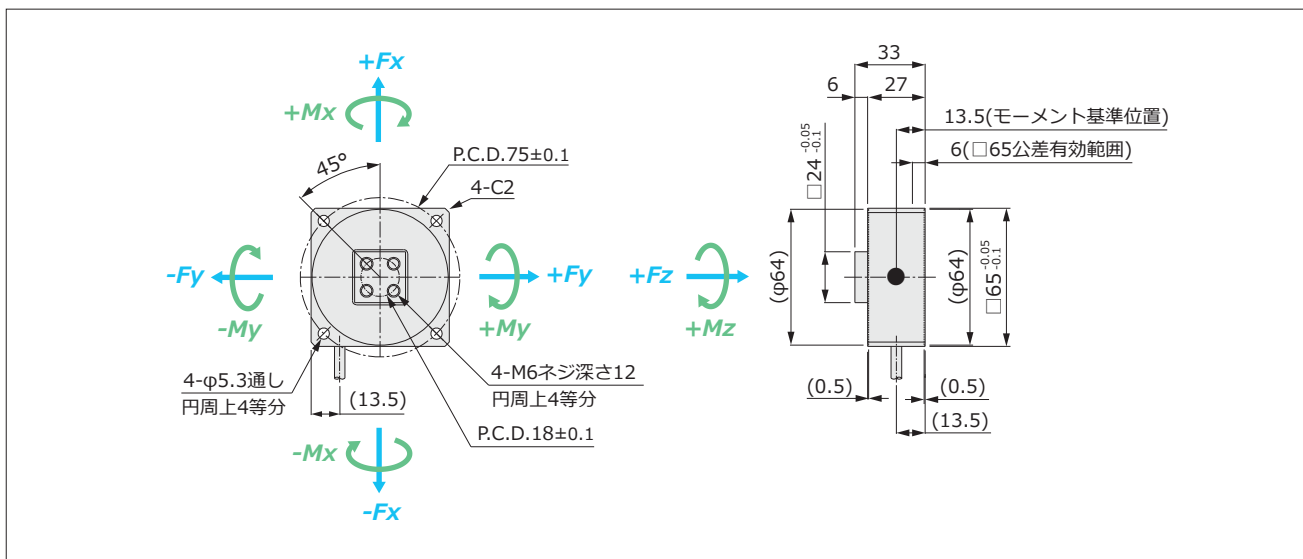 +Fx
+Mx
45°
P.C.D.75±0.1
4-C2
-Fy
+Fy
-My
+My
4-φ5.3通し
円周上4等分
(13.5)
4-M6ネジ深さ12
円周上4等分
P.C.D.18±0.1
-Mx
-Fx
+Fz
+Mz
33
6
27
13.5(モーメント基準位置)
6(□65公差有効範囲)
□24 -0.05 -0.1
(φ64)
(φ64)
□65 -0.05 -0.1
(0.5)
(0.5)
(13.5)